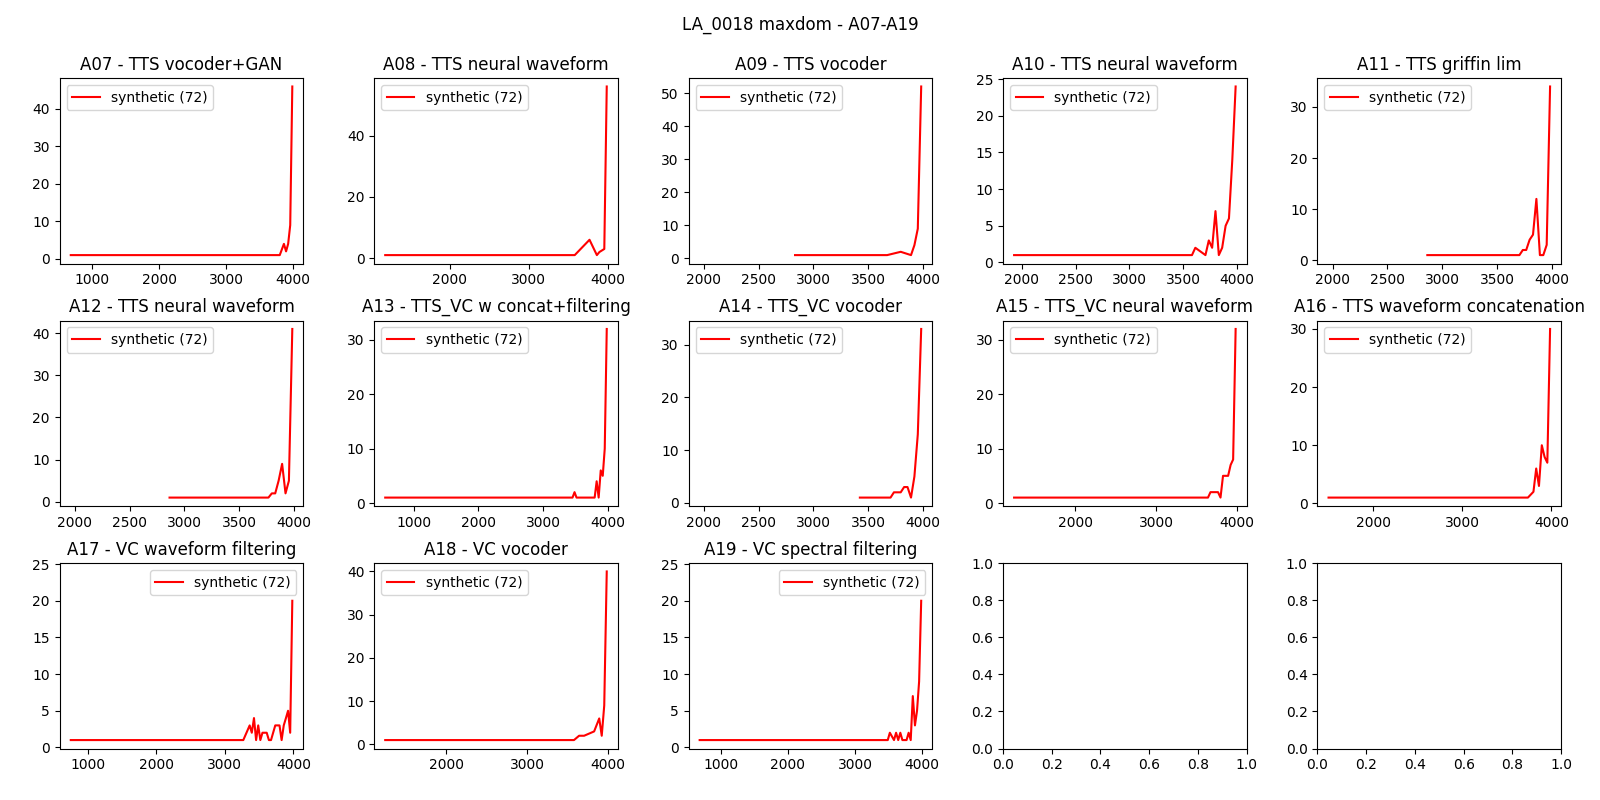 LA_0018 maxdom - A07-A19
A07 - TTS vocoder+GAN
synthetic (72)
40
30
20
10
0
1000 2000 3000 4000
A08 - TTS neural waveform
synthetic (72)
40
20
0
2000 3000 4000
A09 - TTS vocoder
synthetic (72)
50
40
30
20
10
0
2000 2500 3000 3500 4000
A10 - TTS neural waveform
synthetic (72)
25
20
15
10
5
0
2000 2500 3000 3500 4000
A11 - TTS griffin lim
synthetic (72)
30
20
10
0
2000 2500 3000 3500 4000
A12 - TTS neural waveform
synthetic (72)
40
30
20
10
0
2000 2500 3000 3500 4000
A13 - TTS_VC w concat+filtering
synthetic (72)
30
20
10
0
1000 2000 3000 4000
A14 - TTS_VC vocoder
synthetic (72)
30
20
10
0
2000 2500 3000 3500 4000
A15 - TTS_VC neural waveform
synthetic (72)
30
20
10
0
2000 3000 4000
A16 - TTS waveform concatenation
synthetic (72)
30
20
10
0
2000 3000 4000
A17 - VC waveform filtering
synthetic (72)
25
20
15
10
5
0
1000 2000 3000 4000
A18 - VC vocoder
synthetic (72)
40
30
20
10
0
2000 3000 4000
A19 - VC spectral filtering
synthetic (72)
25
20
15
10
5
0
1000 2000 3000 4000
1.0
0.8
0.6
0.4
0.2
0.0
0.0 0.2 0.4 0.6 0.8 1.0
1.0
0.8
0.6
0.4
0.2
0.0
0.0 0.2 0.4 0.6 0.8 1.0